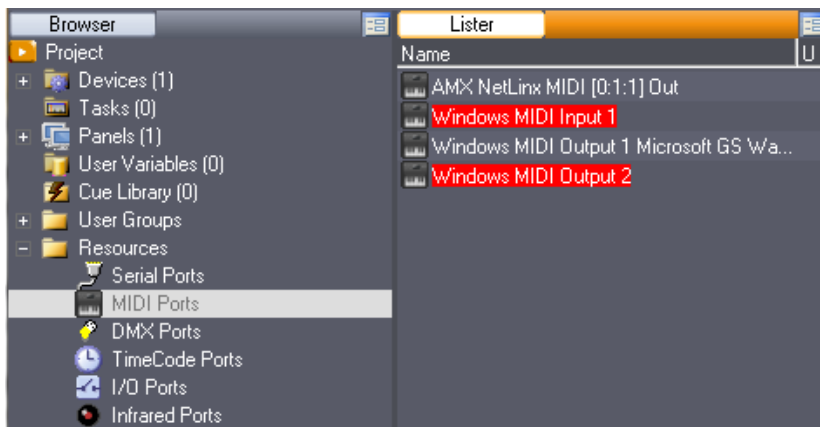 Browser
Project
Devices (1)
Tasks (0)
Panels (1)
User Variables (0)
Cue Library (0)
User Groups
Resources
Serial Ports
MIDI Ports
DMX Ports
TimeCode Ports
I/O Ports
Infrared Ports
Lister
Name U
AMX NetLinx MIDI [0:1:1] Out
Windows MIDI Input 1
Windows MIDI Output 1 Microsoft GS Wa...
Windows MIDI Output 2